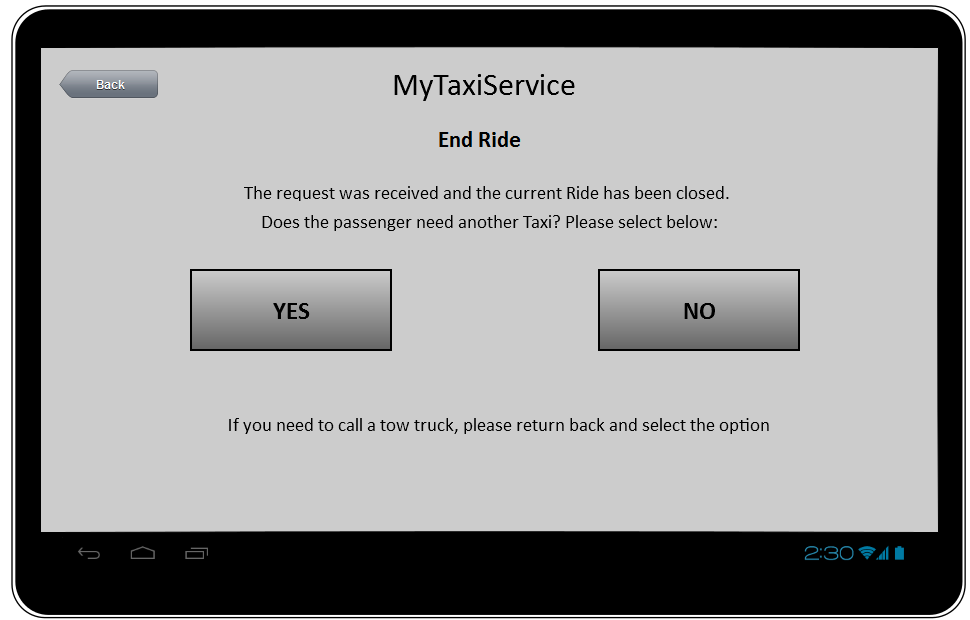 Back
MyTaxiService
End Ride
The request was received and the current Ride has been closed.
Does the passenger need another Taxi? Please select below:
YES
NO
If you need to call a tow truck, please return back and select the option
2:30